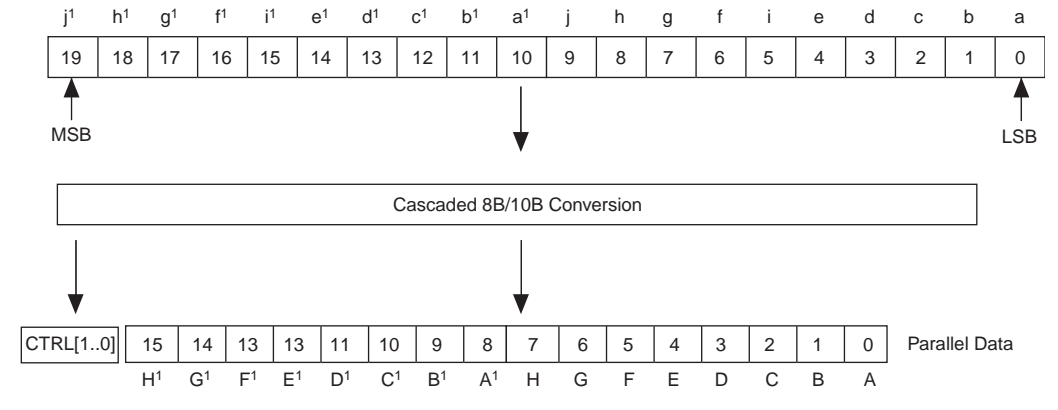 j¹ h¹ g¹ f¹ i¹ e¹ d¹ c¹ b¹ a¹ j h g f i e d c b a
19 18 17 16 15 14 13 12 11 10 9 8 7 6 5 4 3 2 1 0
MSB LSB
Cascaded 8B/10B Conversion
CTRL[1..0] 15 14 13 13 11 10 9 8 7 6 5 4 3 2 1 0 Parallel Data
H¹ G¹ F¹ E¹ D¹ C¹ B¹ A¹ H G F E D C B A